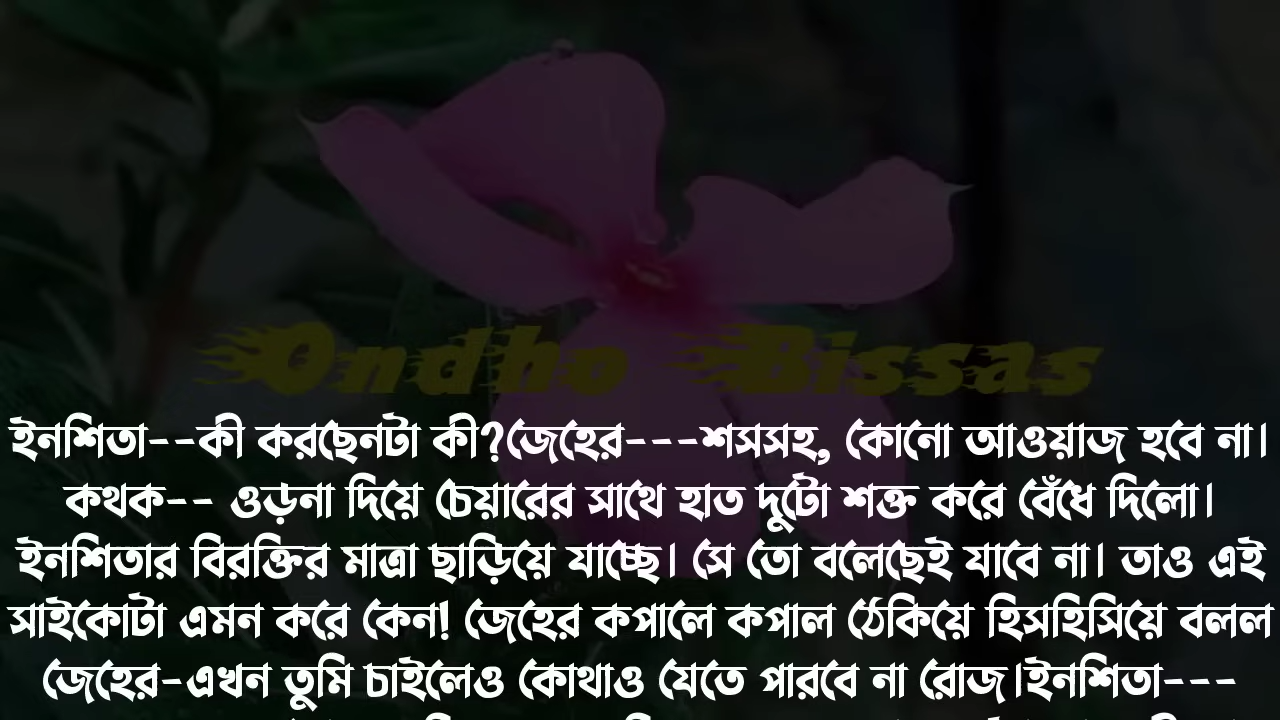 Ondho Bissas
ইনশিতা--কী করছেনটা কী?জেহের---শসসহ, কোনো আওয়াজ হবে না।
কথক-- ওড়না দিয়ে চেয়ারের সাথে হাত দুটো শক্ত করে বেঁধে দিলো।
ইনশিতার বিরক্তির মাত্রা ছাড়িয়ে যাচ্ছে। সে তো বলেছেই যাবে না। তাও এই
সাইকোটা এমন করে কেন! জেহের কপালে কপাল ঠেকিয়ে হিসহিসিয়ে বলল
জেহের-এখন তুমি চাইলেও কোথাও যেতে পারবে না রোজ।ইনশিতা---